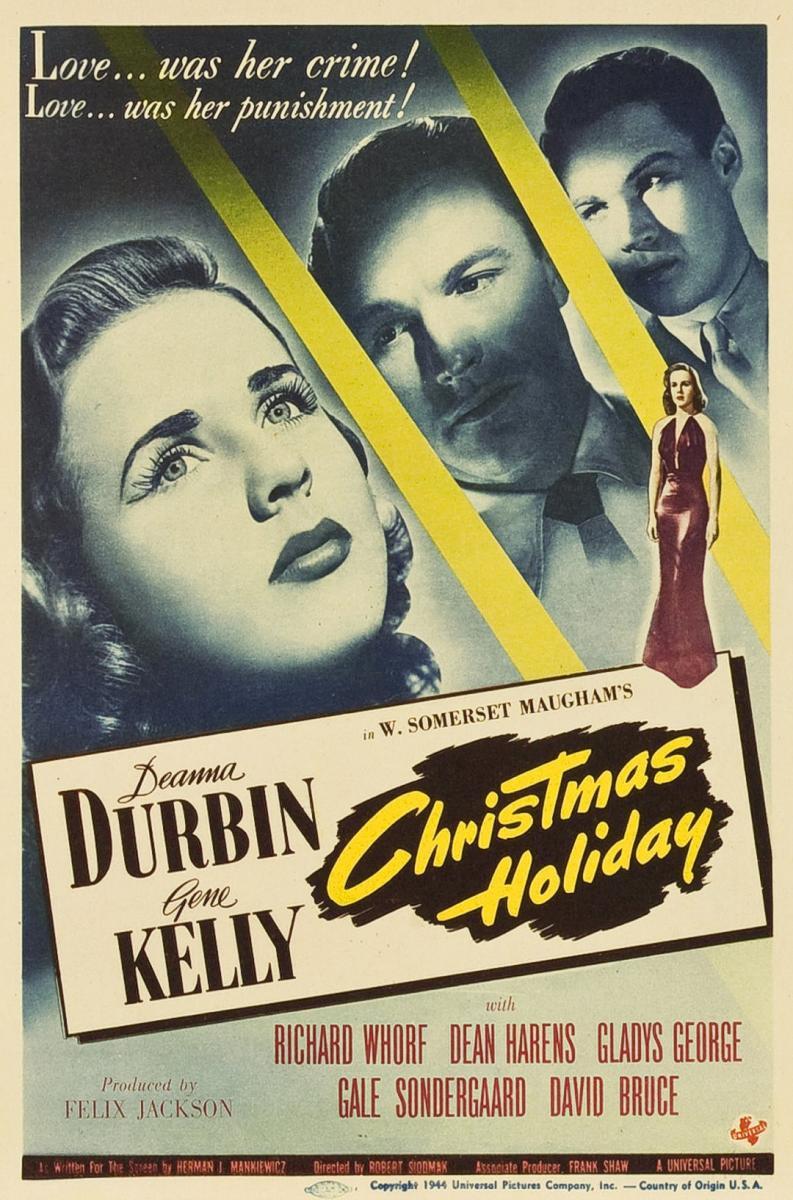 Love... was her crime!
Love... was her punishment!
in W. SOMERSET MAUGHAM'S
Deanna
DURBIN
Gene
KELLY
Christmas
Holiday
with
RICHARD WHORF DEAN HARENS GLADYS GEORGE
GALE SONDERGAARD DAVID BRUCE
Produced by
FELIX JACKSON
UNIVERSAL
As Written For The Screen by HERMAN J. MANKIEWICZ Directed by ROBERT SIODMAK Associate Producer, FRANK SHAW A UNIVERSAL PICTURE
Copyright 1944 Universal Pictures Company, Inc. — Country of Origin U.S.A.